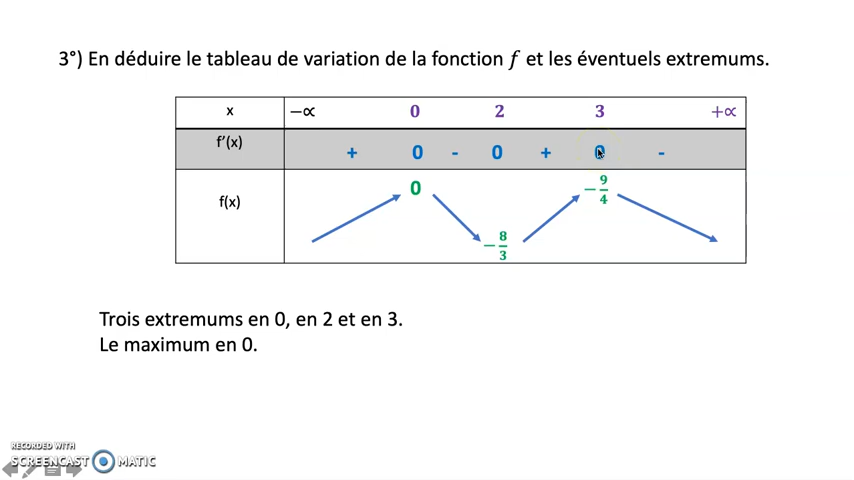 3°) En déduire le tableau de variation de la fonction f et les éventuels extremums.
x −∝ 0 2 3 +∝
f'(x) + 0 - 0 + 0 -
f(x) 0 −8/3 −9/4
Trois extremums en 0, en 2 et en 3.
Le maximum en 0.
RECORDED WITH
SCREENCAST MATIC